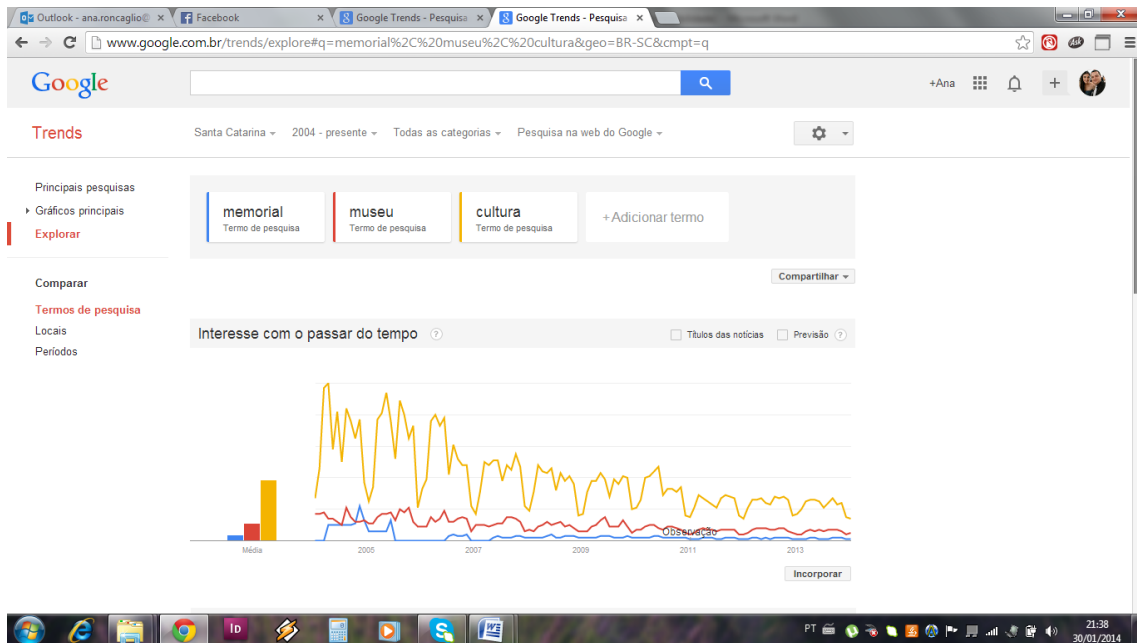 Outlook - ana.roncaglio@
Facebook
Google Trends - Pesquisa
Google Trends - Pesquisa
www.google.com.br/trends/explore#q=memorial%2C%20museu%2C%20cultura&geo=BR-SC&cmpt=q
Ask
Google
+Ana
Trends
Santa Catarina
2004 - presente
Todas as categorias
Pesquisa na web do Google
Principais pesquisas
Gráficos principais
Explorar
Comparar
Termos de pesquisa
Locais
Períodos
memorial
Termo de pesquisa
museu
Termo de pesquisa
cultura
Termo de pesquisa
+Adicionar termo
Compartilhar
Interesse com o passar do tempo ?
Títulos das notícias
Previsão ?
Observação
Média 2005 2007 2009 2011 2013
Incorporar
ID
PT
21:38
30/01/2014